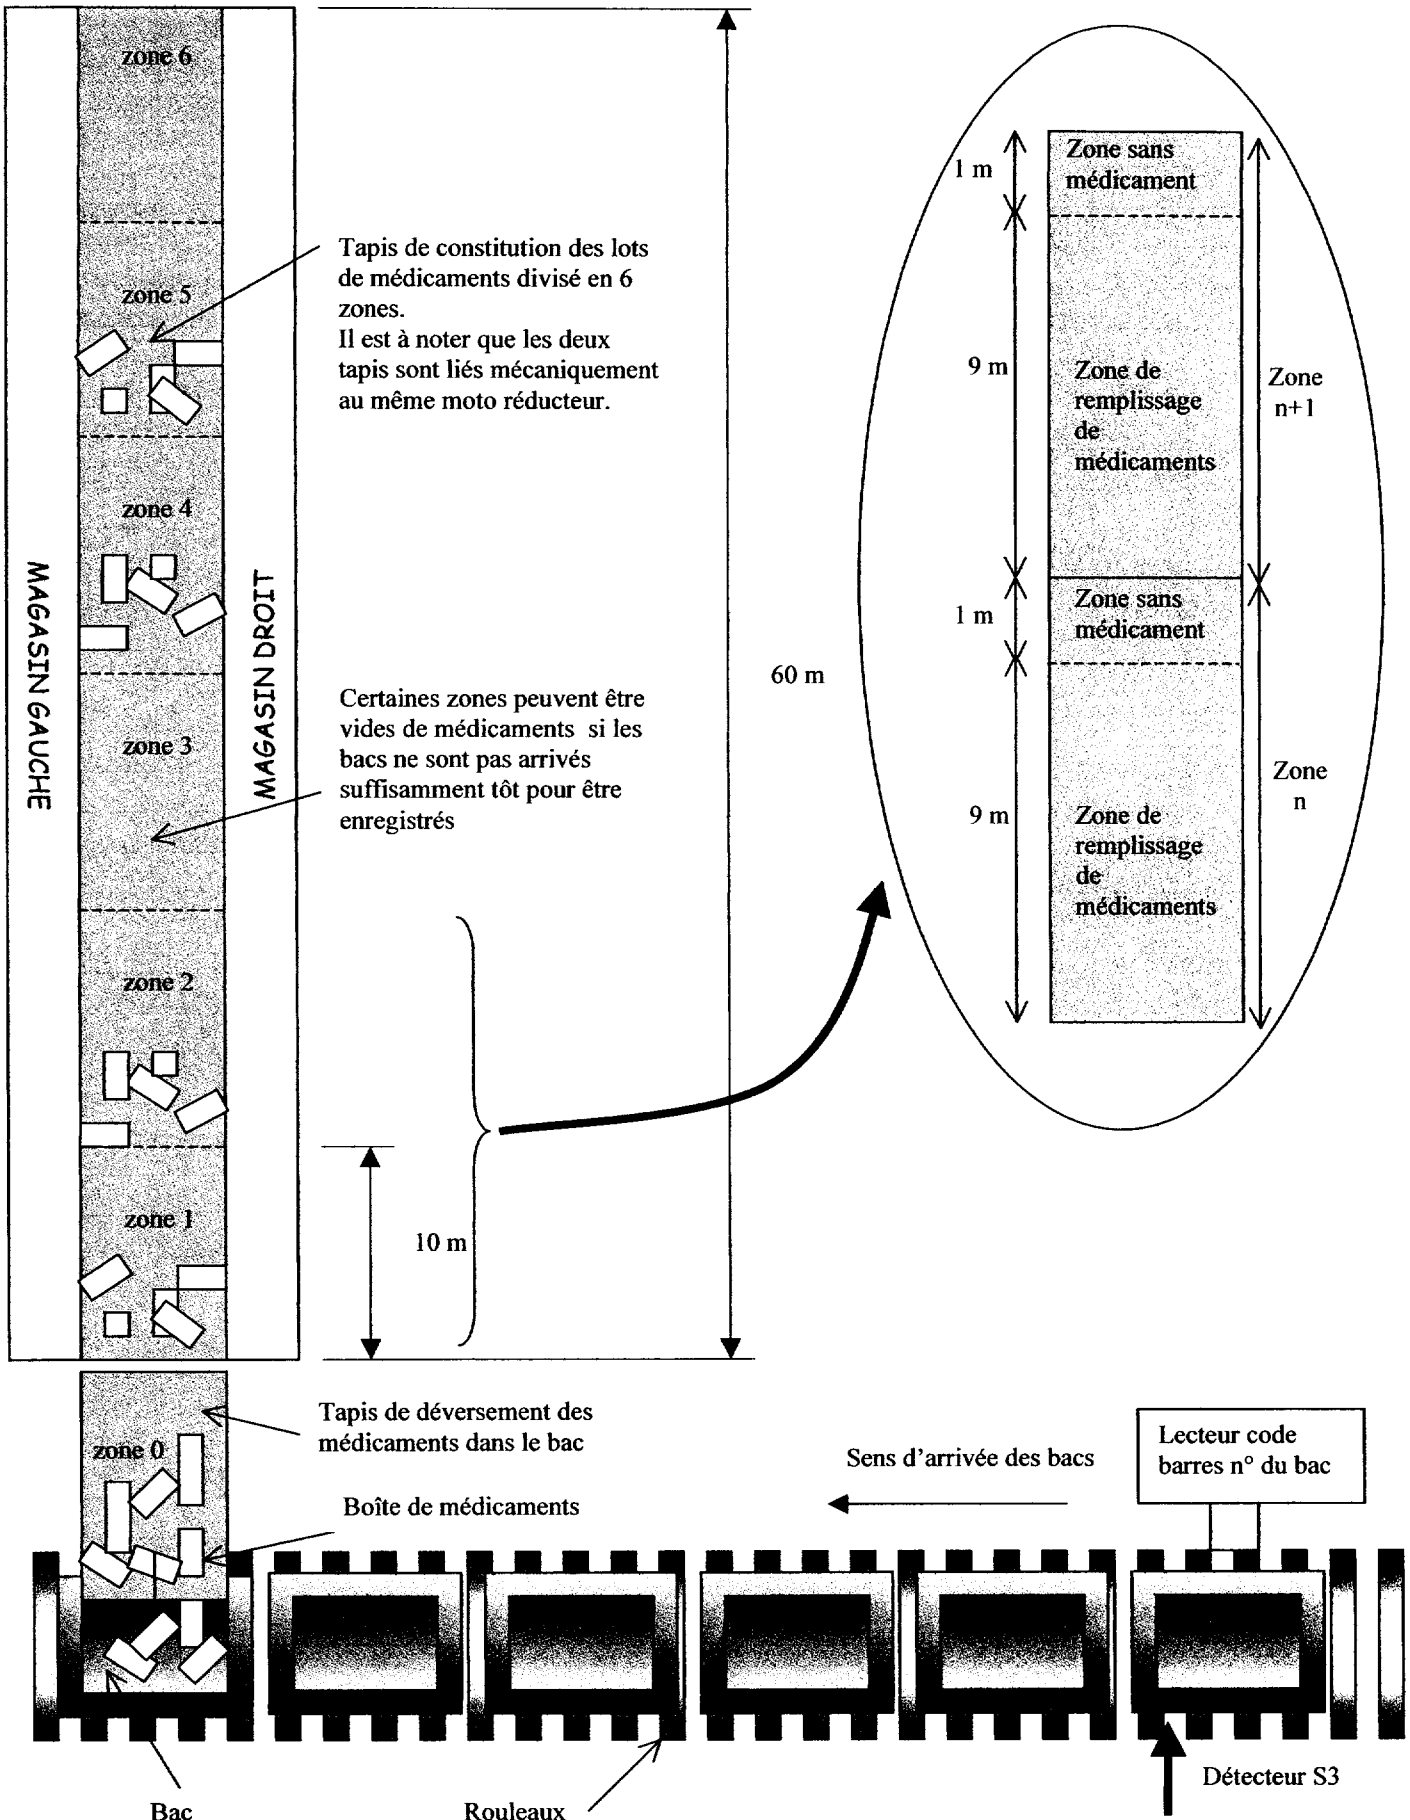 zone 6
zone 5
zone 4
zone 3
zone 2
zone 1
zone 0
MAGASIN GAUCHE
MAGASIN DROIT
Tapis de constitution des lots
de médicaments divisé en 6
zones.
Il est à noter que les deux
tapis sont liés mécaniquement
au même moto réducteur.
Certaines zones peuvent être
vides de médicaments si les
bacs ne sont pas arrivés
suffisamment tôt pour être
enregistrés
60 m
10 m
1 m
Zone sans
médicament
9 m
Zone de
remplissage
de
médicaments
Zone
n+1
1 m
Zone sans
médicament
9 m
Zone de
remplissage
de
médicaments
Zone
n
Tapis de déversement des
médicaments dans le bac
Boîte de médicaments
Sens d'arrivée des bacs
Lecteur code
barres n° du bac
Détecteur S3
Bac
Rouleaux